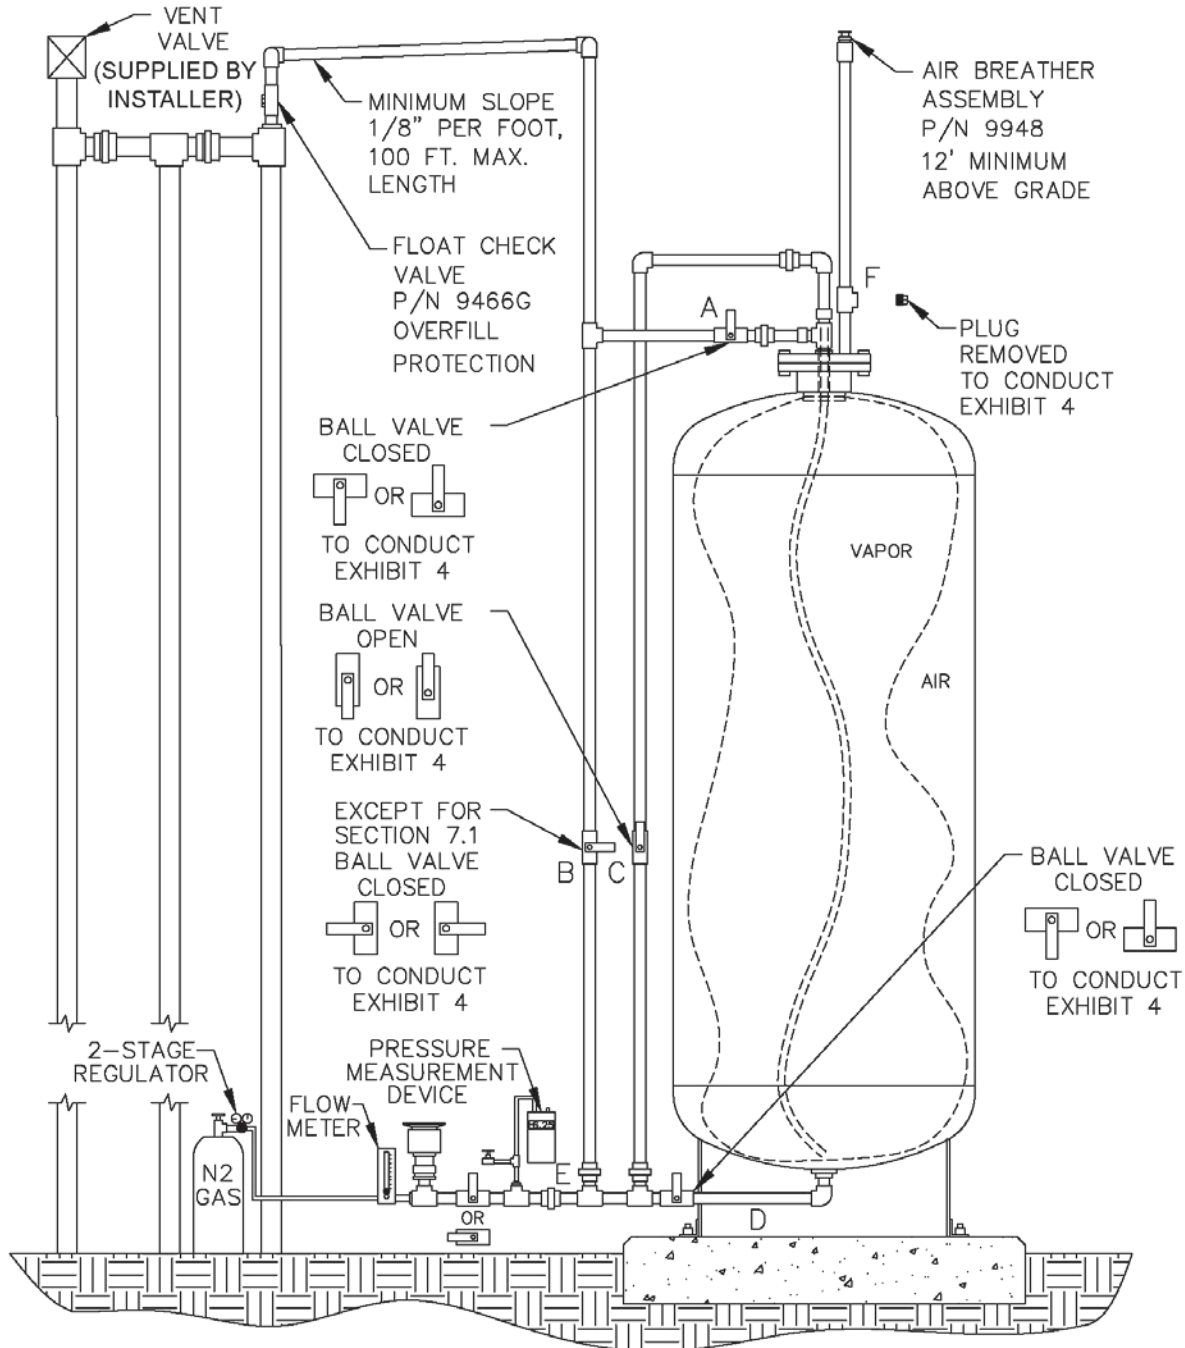 VENT
VALVE
(SUPPLIED BY
INSTALLER)
MINIMUM SLOPE
1/8" PER FOOT,
100 FT. MAX.
LENGTH
AIR BREATHER
ASSEMBLY
P/N 9948
12' MINIMUM
ABOVE GRADE
FLOAT CHECK
VALVE
P/N 9466G
OVERFILL
PROTECTION
A
F
PLUG
REMOVED
TO CONDUCT
EXHIBIT 4
BALL VALVE
CLOSED
OR
TO CONDUCT
EXHIBIT 4
VAPOR
AIR
BALL VALVE
OPEN
OR
TO CONDUCT
EXHIBIT 4
EXCEPT FOR
SECTION 7.1
BALL VALVE
CLOSED
OR
TO CONDUCT
EXHIBIT 4
B
C
BALL VALVE
CLOSED
OR
TO CONDUCT
EXHIBIT 4
2-STAGE
REGULATOR
PRESSURE
MEASUREMENT
DEVICE
FLOW
METER
N2
GAS
E
OR
D